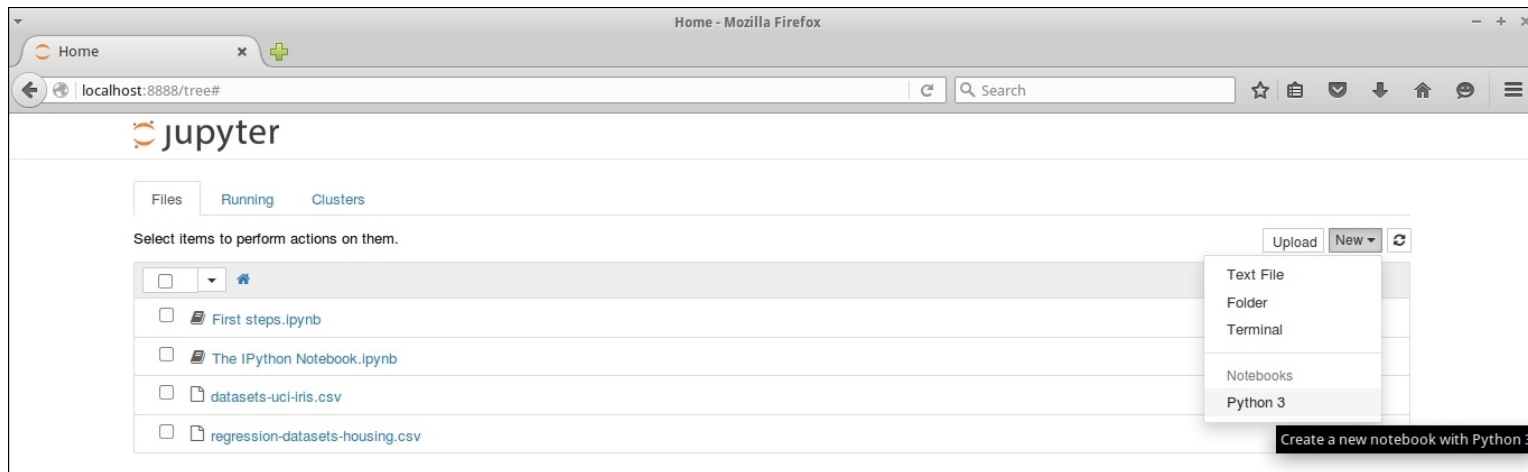 Home - Mozilla Firefox
Home
localhost:8888/tree#
Search
jupyter
Files Running Clusters
Select items to perform actions on them.
Upload New
Text File
Folder
Terminal
Notebooks
Python 3
Create a new notebook with Python 3
First steps.ipynb
The IPython Notebook.ipynb
datasets-uci-iris.csv
regression-datasets-housing.csv